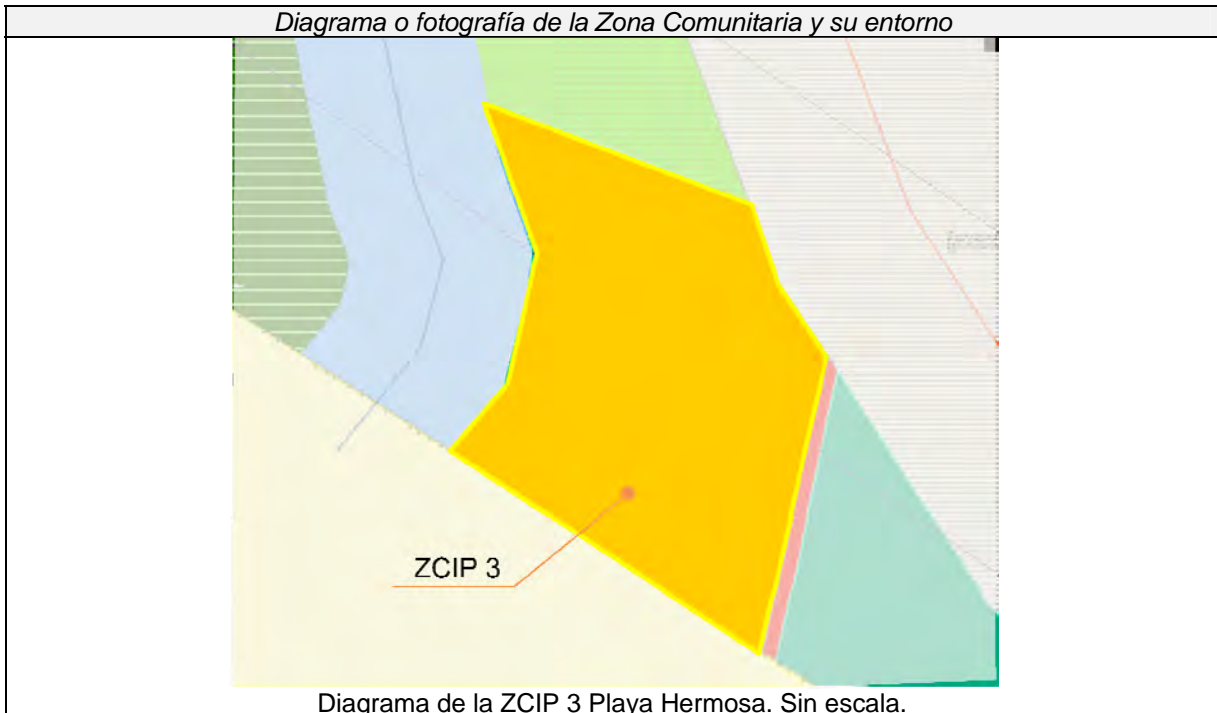 Diagrama o fotografía de la Zona Comunitaria y su entorno
ZCIP 3
Diagrama de la ZCIP 3 Playa Hermosa. Sin escala.